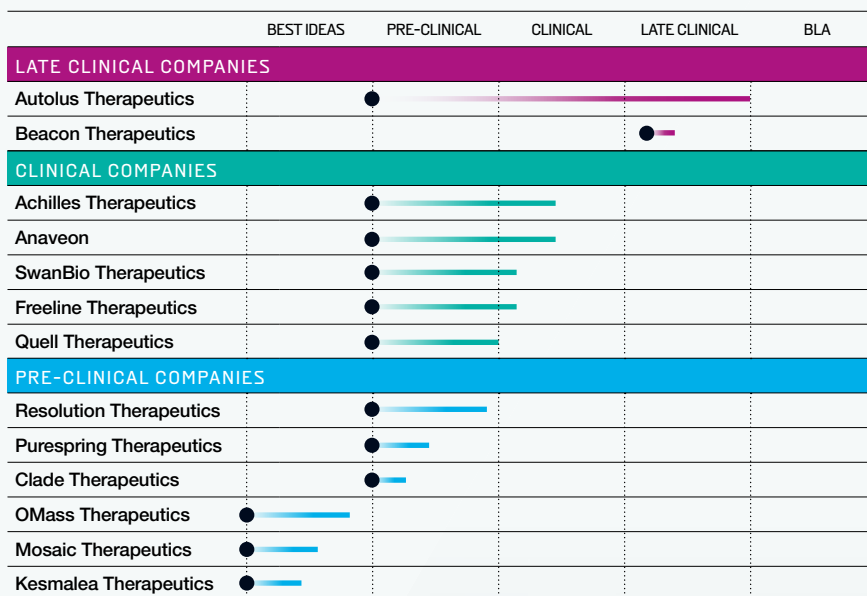 BEST IDEAS PRE-CLINICAL CLINICAL LATE CLINICAL BLA
LATE CLINICAL COMPANIES
Autolus Therapeutics
Beacon Therapeutics
CLINICAL COMPANIES
Achilles Therapeutics
Anaveon
SwanBio Therapeutics
Freeline Therapeutics
Quell Therapeutics
PRE-CLINICAL COMPANIES
Resolution Therapeutics
Purespring Therapeutics
Clade Therapeutics
OMass Therapeutics
Mosaic Therapeutics
Kesmalea Therapeutics